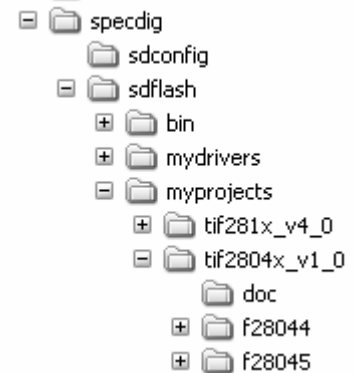 specdig
sdconfig
sdflash
bin
mydrivers
myprojects
tif281x_v4_0
tif2804x_v1_0
doc
f28044
f28045